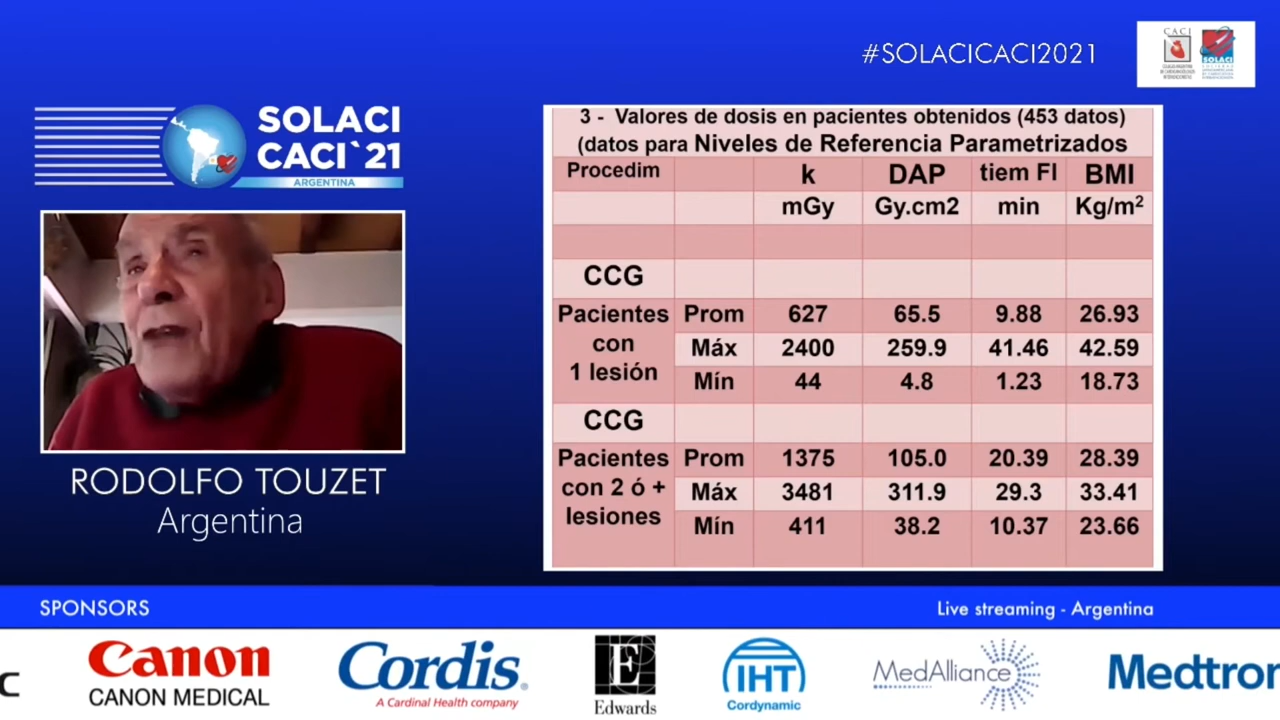 #SOLACICACI2021
CACI
SOLACI
SOLACI
CACI`21
ARGENTINA
RODOLFO TOUZET
Argentina
3 - Valores de dosis en pacientes obtenidos (453 datos)
(datos para Niveles de Referencia Parametrizados
Procedim k DAP tiem Fl BMI
mGy Gy.cm2 min Kg/m²
CCG
Pacientes con 1 lesión
Prom 627 65.5 9.88 26.93
Máx 2400 259.9 41.46 42.59
Mín 44 4.8 1.23 18.73
CCG
Pacientes con 2 ó + lesiones
Prom 1375 105.0 20.39 28.39
Máx 3481 311.9 29.3 33.41
Mín 411 38.2 10.37 23.66
SPONSORS
Live streaming - Argentina
C
Canon
CANON MEDICAL
Cordis®
A Cardinal Health company
E
Edwards
IHT
Cordynamic
MedAlliance
Medtron